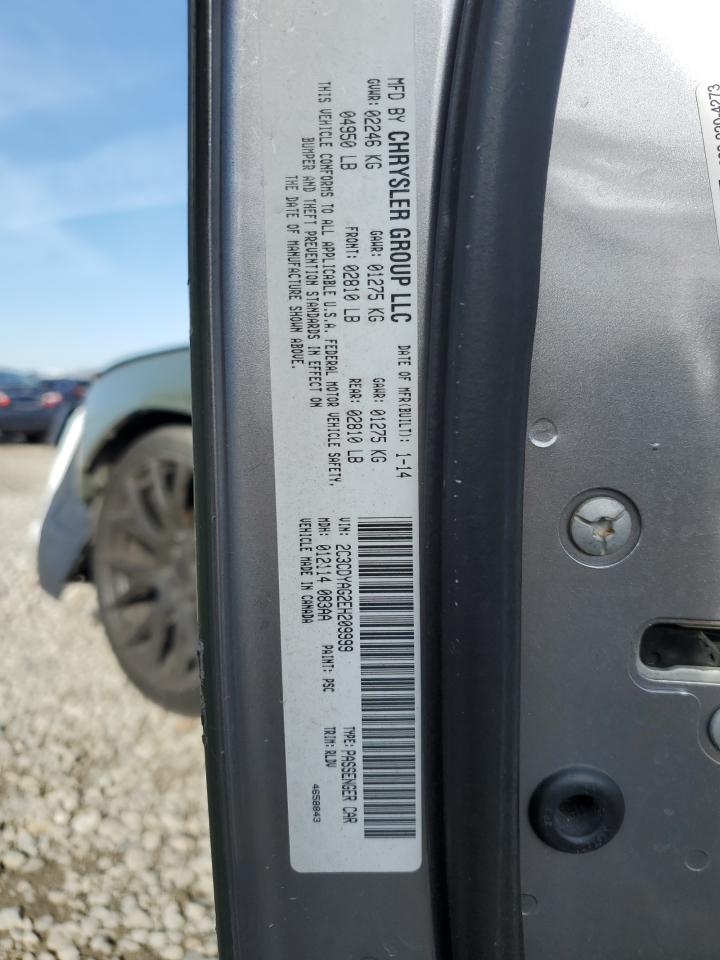 MFD BY CHRYSLER GROUP LLC DATE OF MFR(BUILT): 1-14
GVWR: 02246 KG GAWR: 01275 KG GAWR: 01275 KG
04950 LB FRONT: 02810 LB REAR: 02810 LB
THIS VEHICLE CONFORMS TO ALL APPLICABLE U.S.A. FEDERAL MOTOR VEHICLE SAFETY,
BUMPER AND THEFT PREVENTION STANDARDS IN EFFECT ON
THE DATE OF MANUFACTURE SHOWN ABOVE.
VIN: 2C3CDYAG2EH209999 TYPE: PASSENGER CAR
MDH: 012114 083AA PAINT: PSC TRIM: RLDV
VEHICLE MADE IN CANADA
4658843